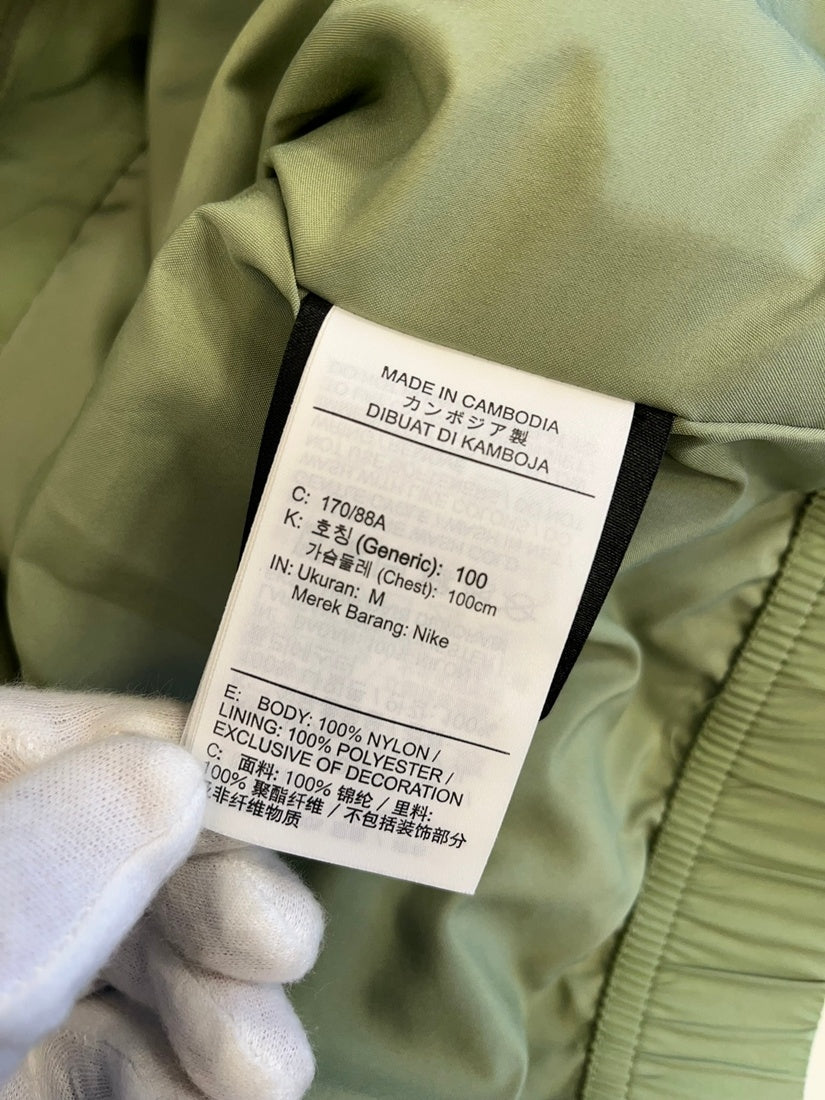 MADE IN CAMBODIA
カンボジア製
DIBUAT DI KAMBOJA
C: 170/88A
K: 호칭 (Generic): 100
가슴둘레 (Chest): 100cm
IN: Ukuran: M
Merek Barang: Nike
E: BODY: 100% NYLON /
LINING: 100% POLYESTER /
EXCLUSIVE OF DECORATION
C: 面料: 100% 锦纶 / 里料:
100% 聚酯纤维 / 不包括装饰部分
非纤维物质